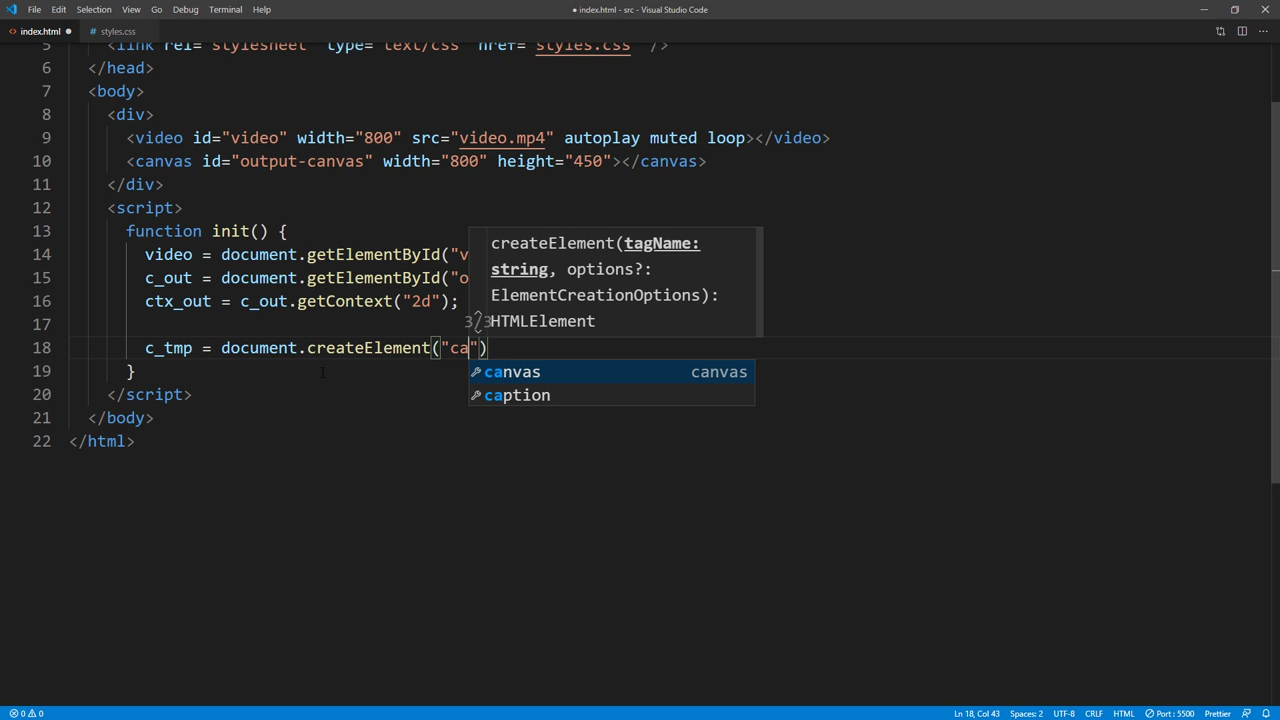 File Edit Selection View Go Debug Terminal Help
● index.html - src - Visual Studio Code
<> index.html ●
# styles.css
5 <link rel="stylesheet" type="text/css" href="styles.css" />
6 </head>
7 <body>
8 <div>
9 <video id="video" width="800" src="video.mp4" autoplay muted loop></video>
10 <canvas id="output-canvas" width="800" height="450"></canvas>
11 </div>
12 <script>
13 function init() {
14 video = document.getElementById("v
15 c_out = document.getElementById("o
16 ctx_out = c_out.getContext("2d");
17
18 c_tmp = document.createElement("ca")
19 }
20 </script>
21 </body>
22 </html>
createElement(tagName:
string, options?:
ElementCreationOptions):
3/3 HTMLElement
canvas canvas
caption
0 0
Ln 18, Col 43 Spaces: 2 UTF-8 CRLF HTML Port : 5500 Prettier